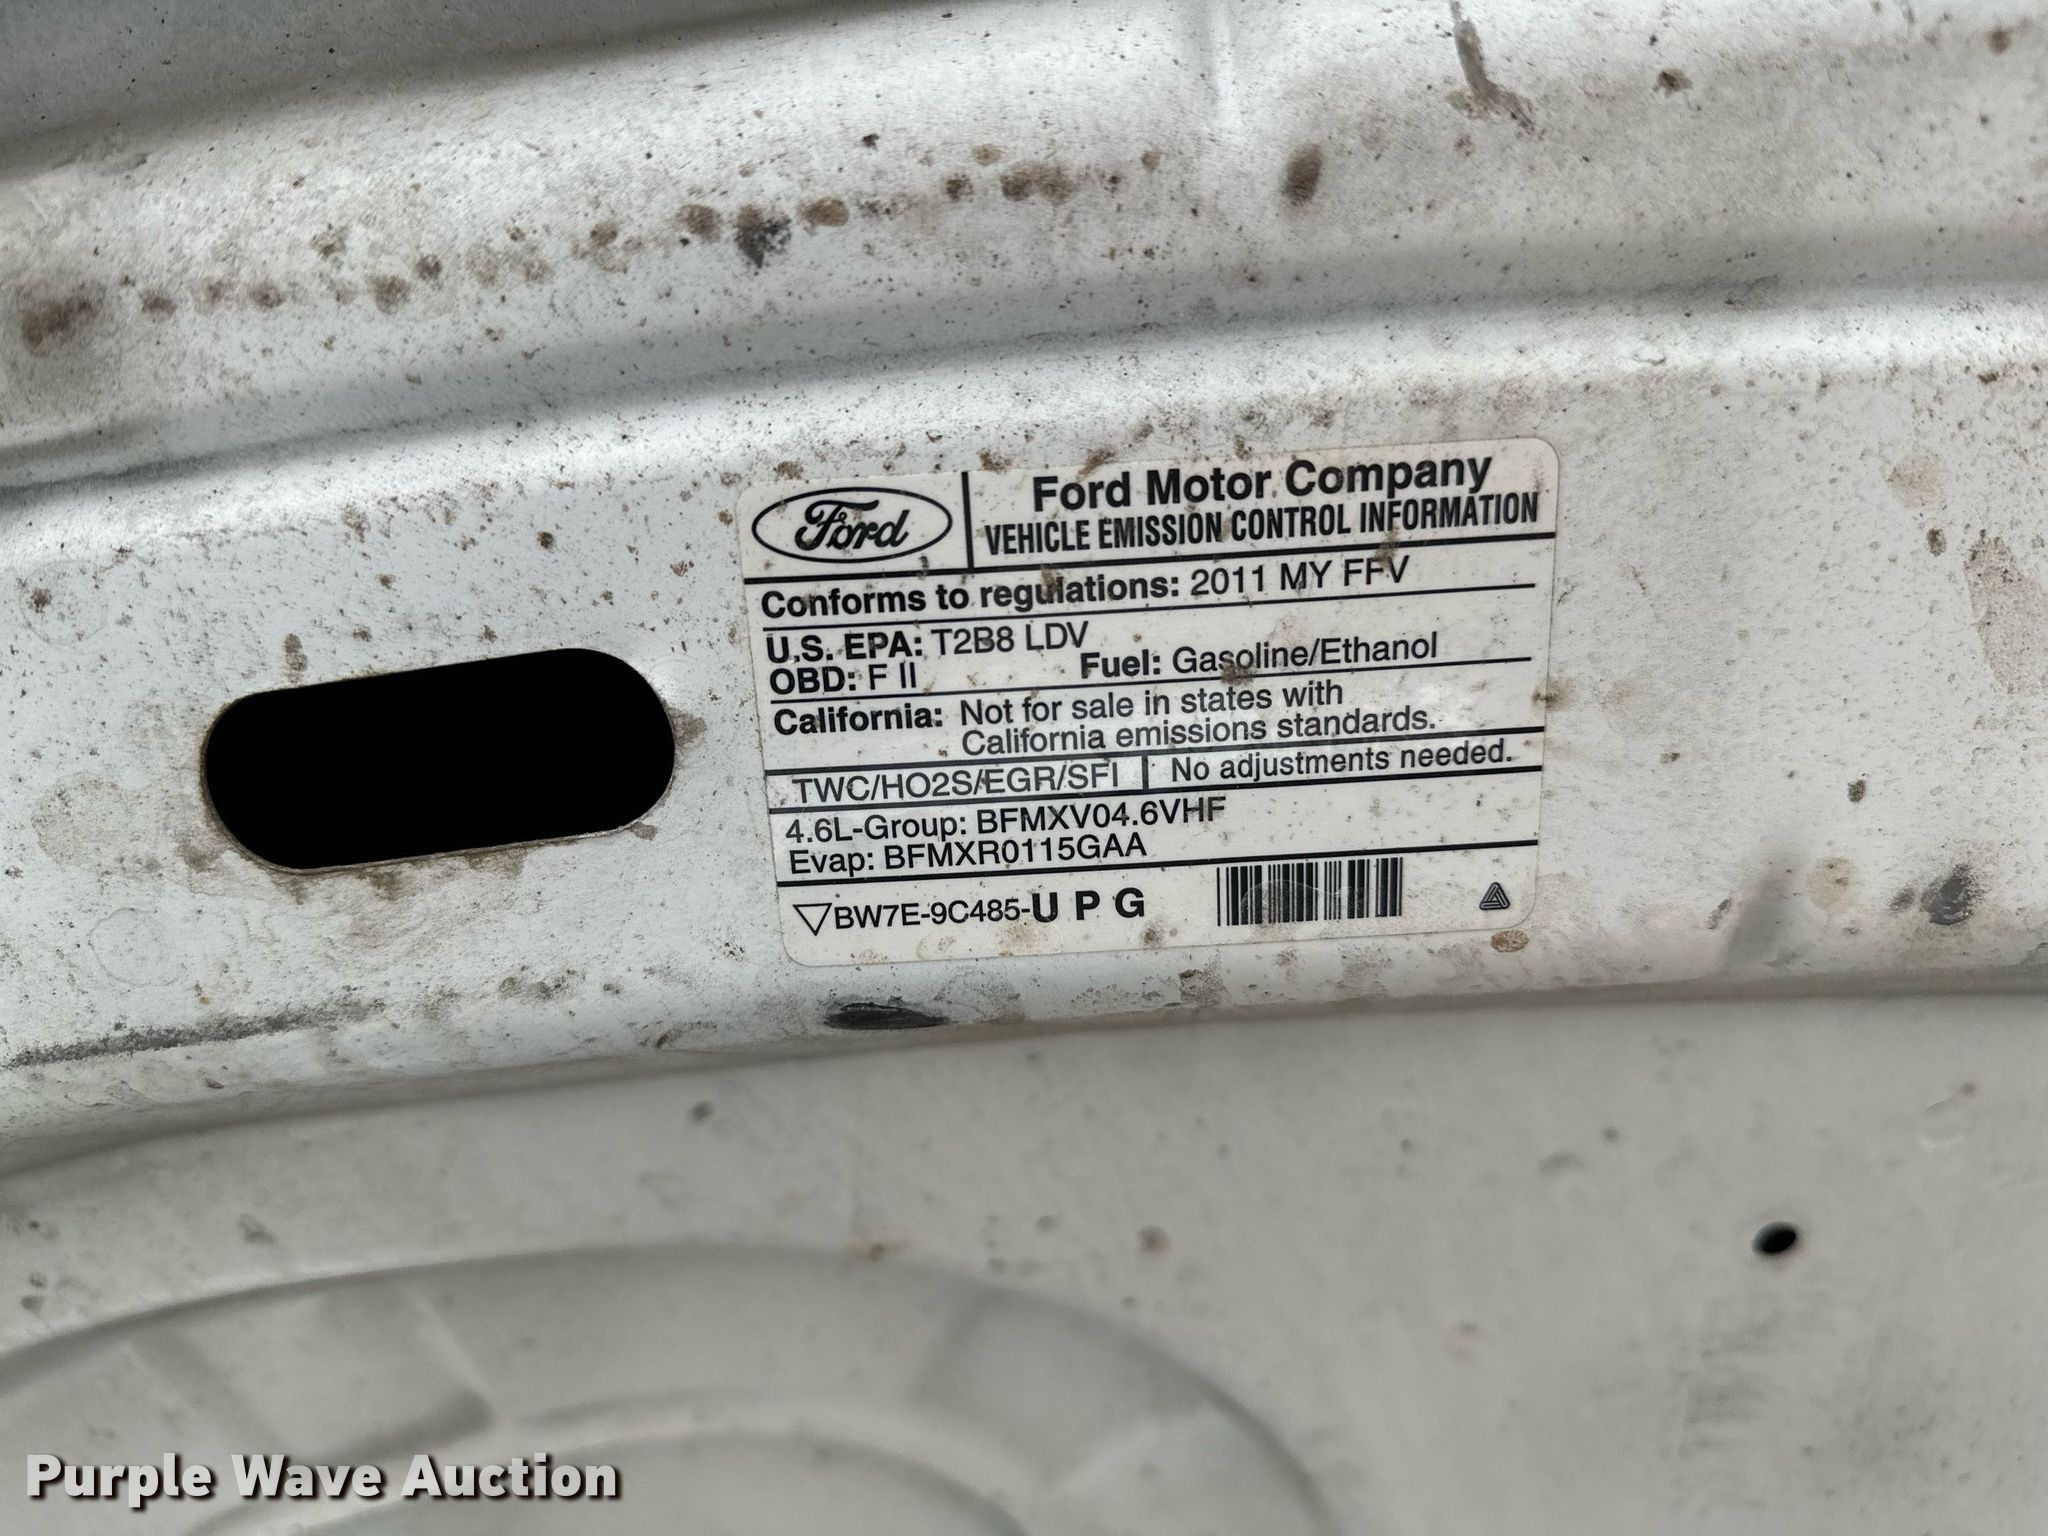 Ford
Ford Motor Company
VEHICLE EMISSION CONTROL INFORMATION
Conforms to regulations: 2011 MY FFV
U.S. EPA: T2B8 LDV
OBD: F II Fuel: Gasoline/Ethanol
California: Not for sale in states with
California emissions standards.
TWC/HO2S/EGR/SFI No adjustments needed.
4.6L-Group: BFMXV04.6VHF
Evap: BFMXR0115GAA
BW7E-9C485-U P G
Purple Wave Auction